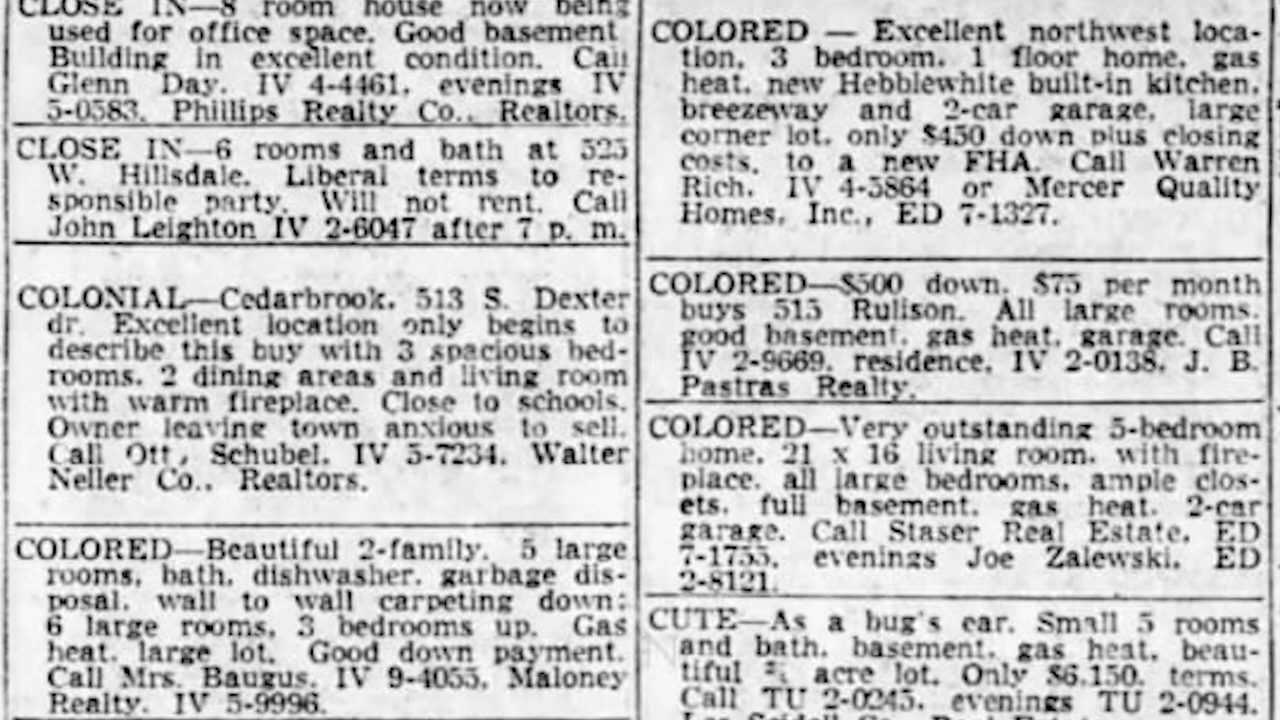 CLOSE IN—8 room house now being
used for office space. Good basement
Building in excellent condition. Call
Glenn Day. IV 4-4461, evenings IV
5-0583. Phillips Realty Co., Realtors.
CLOSE IN—6 rooms and bath at 525
W. Hillsdale. Liberal terms to re-
sponsible party. Will not rent. Call
John Leighton IV 2-6047 after 7 p. m.
COLONIAL—Cedarbrook, 513 S. Dexter
dr. Excellent location only begins to
describe this buy with 3 spacious bed-
rooms, 2 dining areas and living room
with warm fireplace. Close to schools.
Owner leaving town anxious to sell.
Call Ott, Schubel, IV 5-7234. Walter
Neller Co., Realtors.
COLORED—Beautiful 2-family. 5 large
rooms, bath, dishwasher, garbage dis-
posal, wall to wall carpeting down;
6 large rooms, 3 bedrooms up. Gas
heat, large lot. Good down payment.
Call Mrs. Baugus, IV 9-4055, Maloney
Realty. IV 5-9996.
COLORED — Excellent northwest loca-
tion, 3 bedroom, 1 floor home, gas
heat, new Hebblewhite built-in kitchen,
breezeway and 2-car garage, large
corner lot, only $450 down plus closing
costs, to a new FHA. Call Warren
Rich, IV 4-5864 or Mercer Quality
Homes, Inc., ED 7-1327.
COLORED—$500 down, $75 per month
buys 515 Rulison. All large rooms,
good basement, gas heat, garage. Call
IV 2-9669, residence, IV 2-0138, J. B.
Pastras Realty.
COLORED—Very outstanding 5-bedroom
home, 21 x 16 living room, with fire-
place, all large bedrooms, ample clos-
ets, full basement, gas heat, 2-car
garage. Call Staser Real Estate, ED
7-1755, evenings Joe Zalewski, ED
2-8121.
CUTE—As a bug's ear. Small 5 rooms
and bath, basement, gas heat, beau-
tiful acre lot. Only $6,150, terms.
Call TU 2-0245, evenings TU 2-0944.